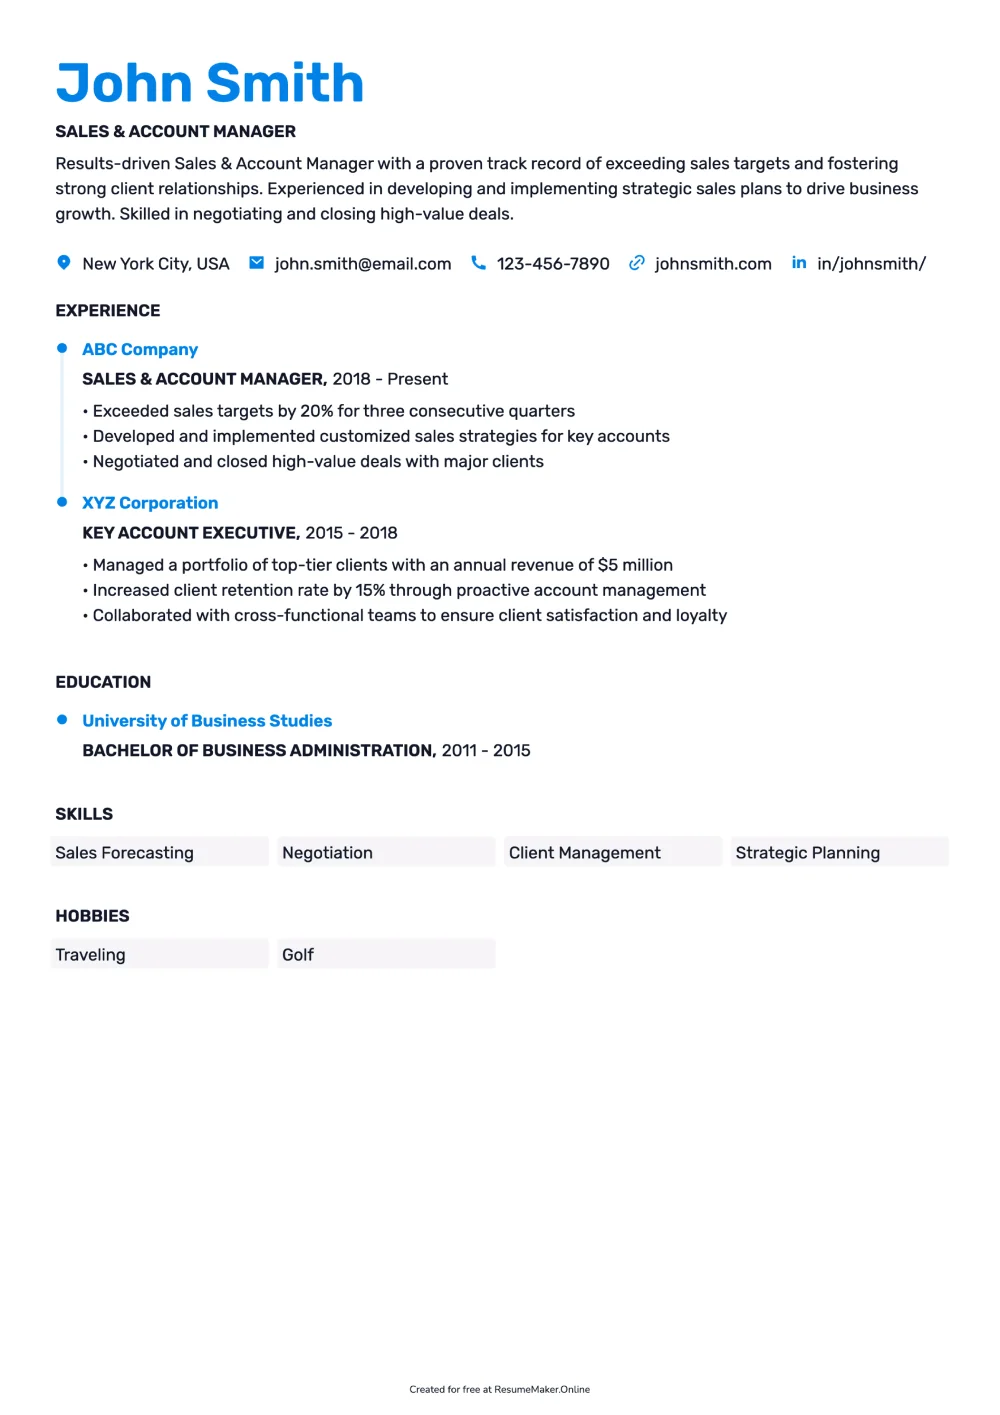 John Smith
SALES & ACCOUNT MANAGER
Results-driven Sales & Account Manager with a proven track record of exceeding sales targets and fostering
strong client relationships. Experienced in developing and implementing strategic sales plans to drive business
growth. Skilled in negotiating and closing high-value deals.
New York City, USA john.smith@email.com 123-456-7890 johnsmith.com in in/johnsmith/
EXPERIENCE
ABC Company
SALES & ACCOUNT MANAGER, 2018 - Present
• Exceeded sales targets by 20% for three consecutive quarters
• Developed and implemented customized sales strategies for key accounts
• Negotiated and closed high-value deals with major clients
XYZ Corporation
KEY ACCOUNT EXECUTIVE, 2015 - 2018
• Managed a portfolio of top-tier clients with an annual revenue of $5 million
• Increased client retention rate by 15% through proactive account management
• Collaborated with cross-functional teams to ensure client satisfaction and loyalty
EDUCATION
University of Business Studies
BACHELOR OF BUSINESS ADMINISTRATION, 2011 - 2015
SKILLS
Sales Forecasting Negotiation Client Management Strategic Planning
HOBBIES
Traveling Golf
Created for free at ResumeMaker.Online